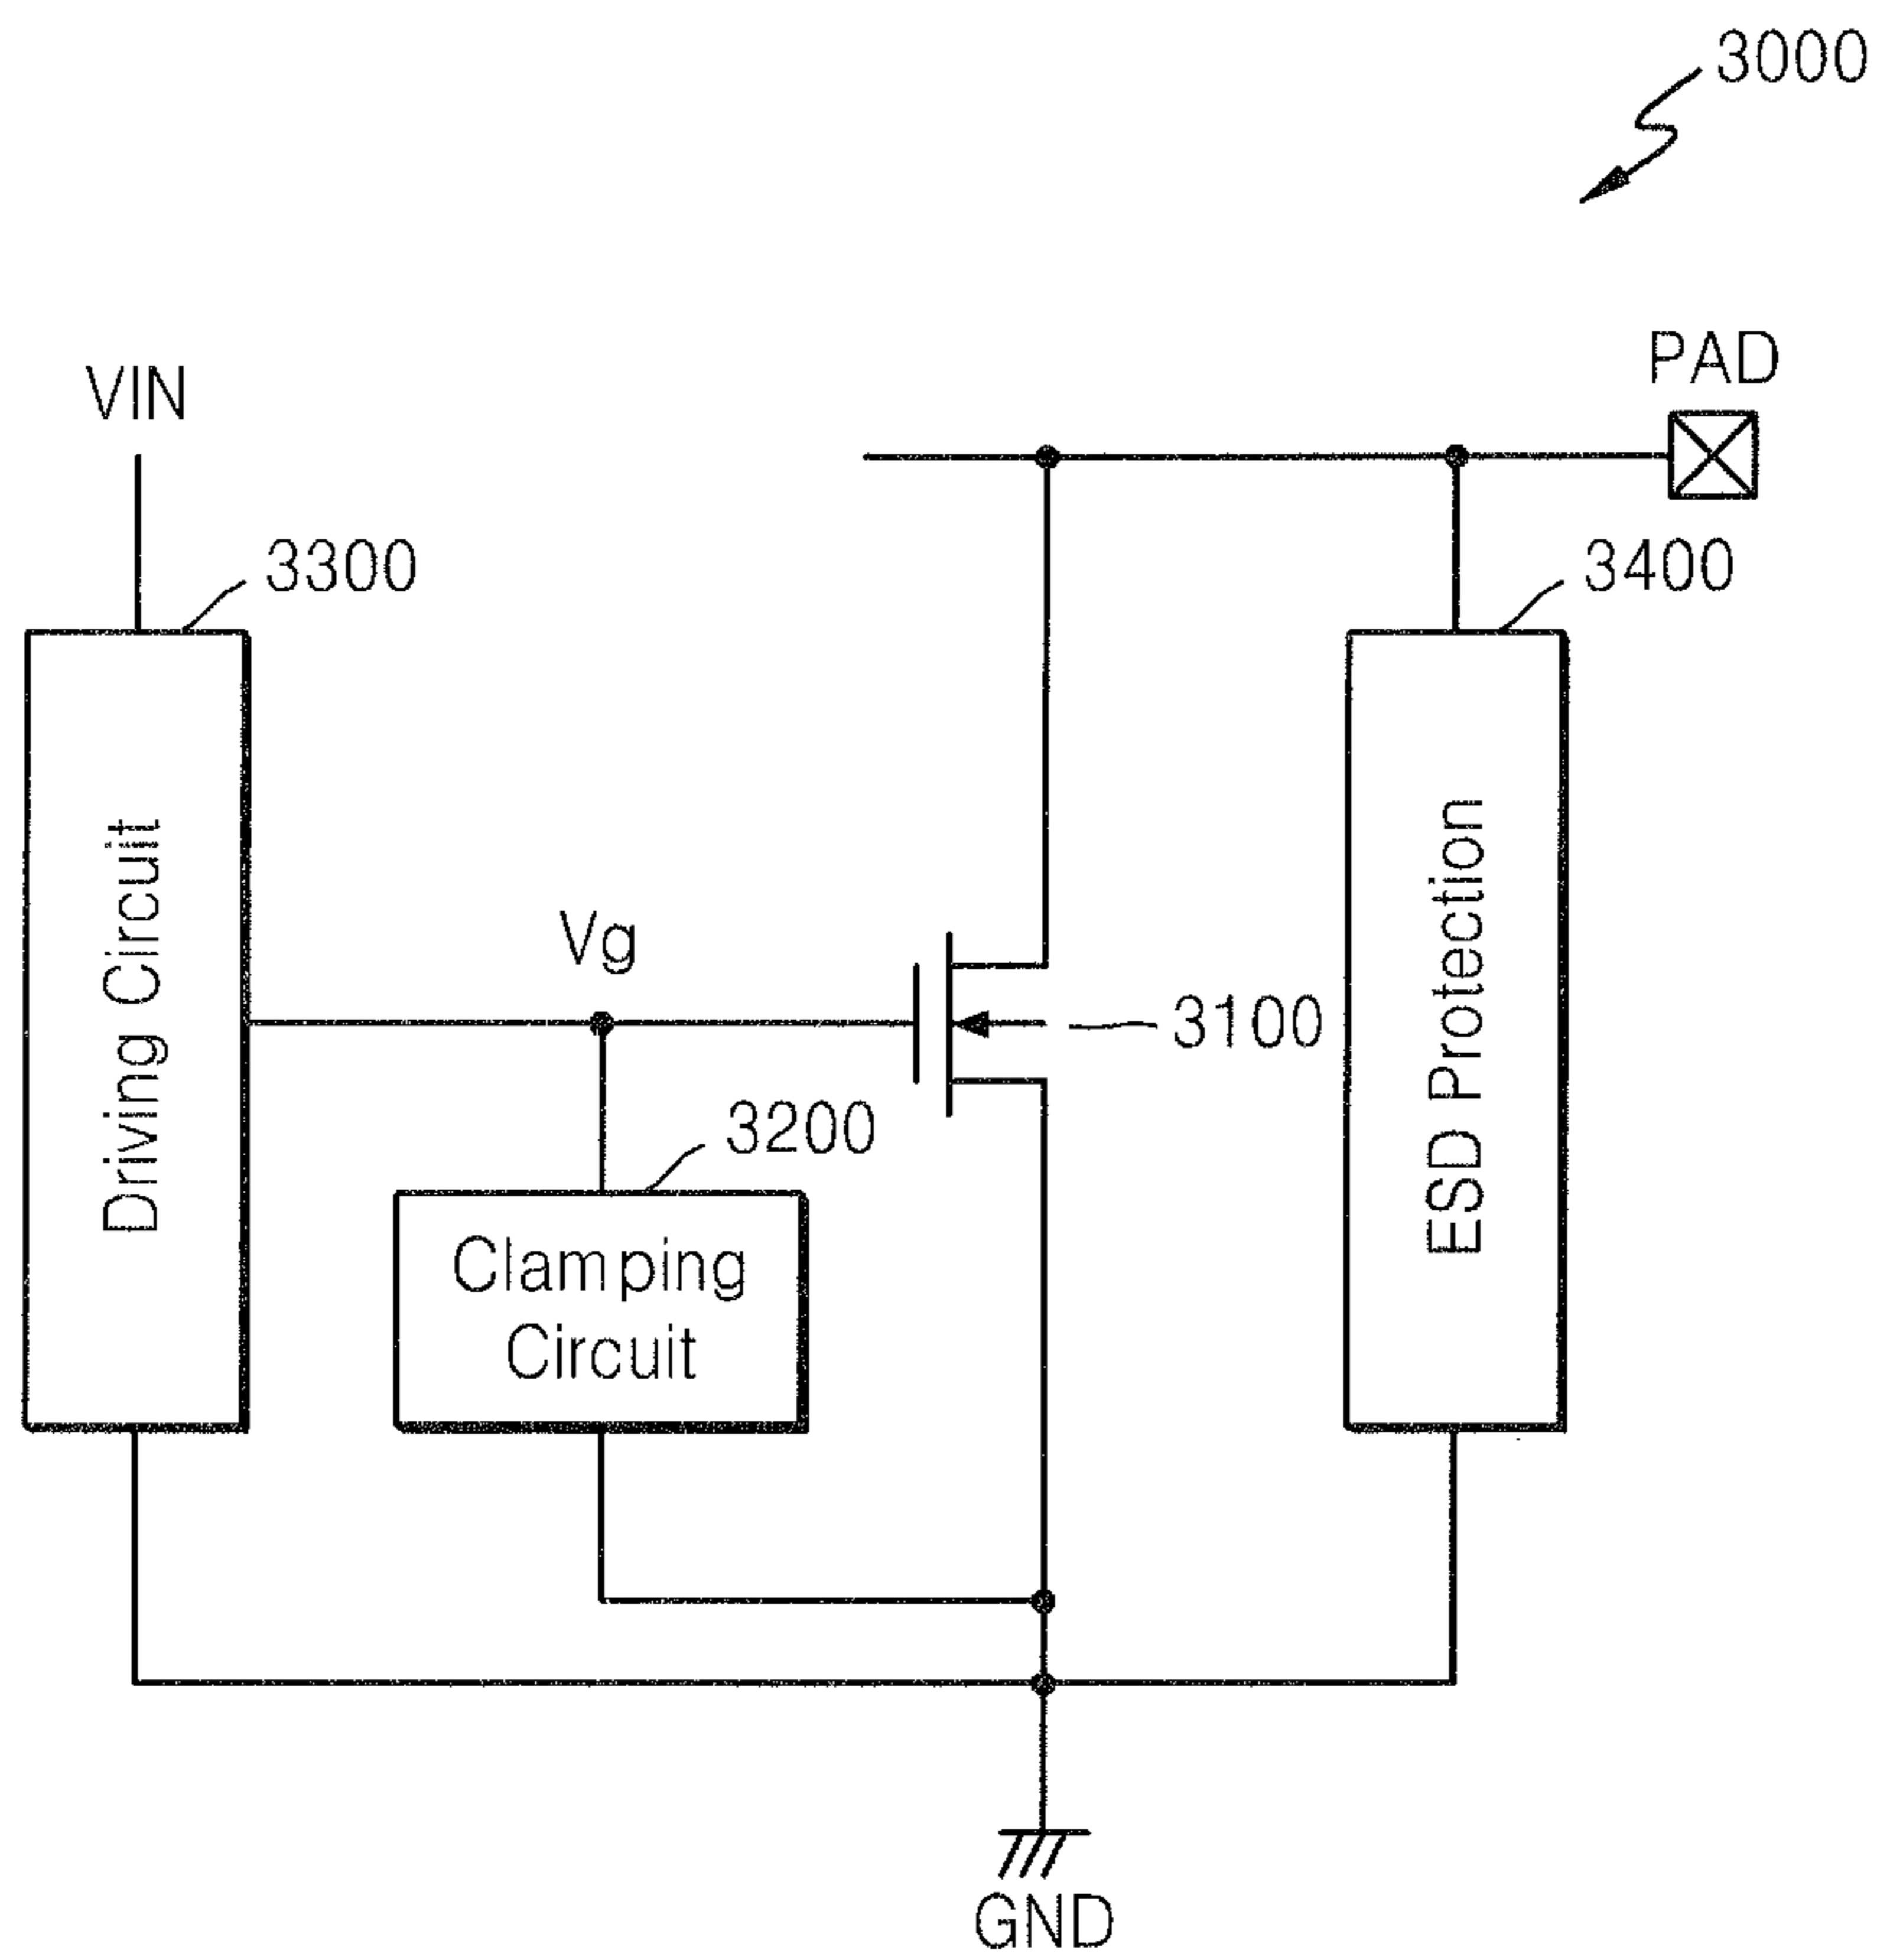 3000
PAD
VIN
3300
3400
Driving Circuit
Vg
3100
ESD Protection
3200
Clamping
Circuit
GND